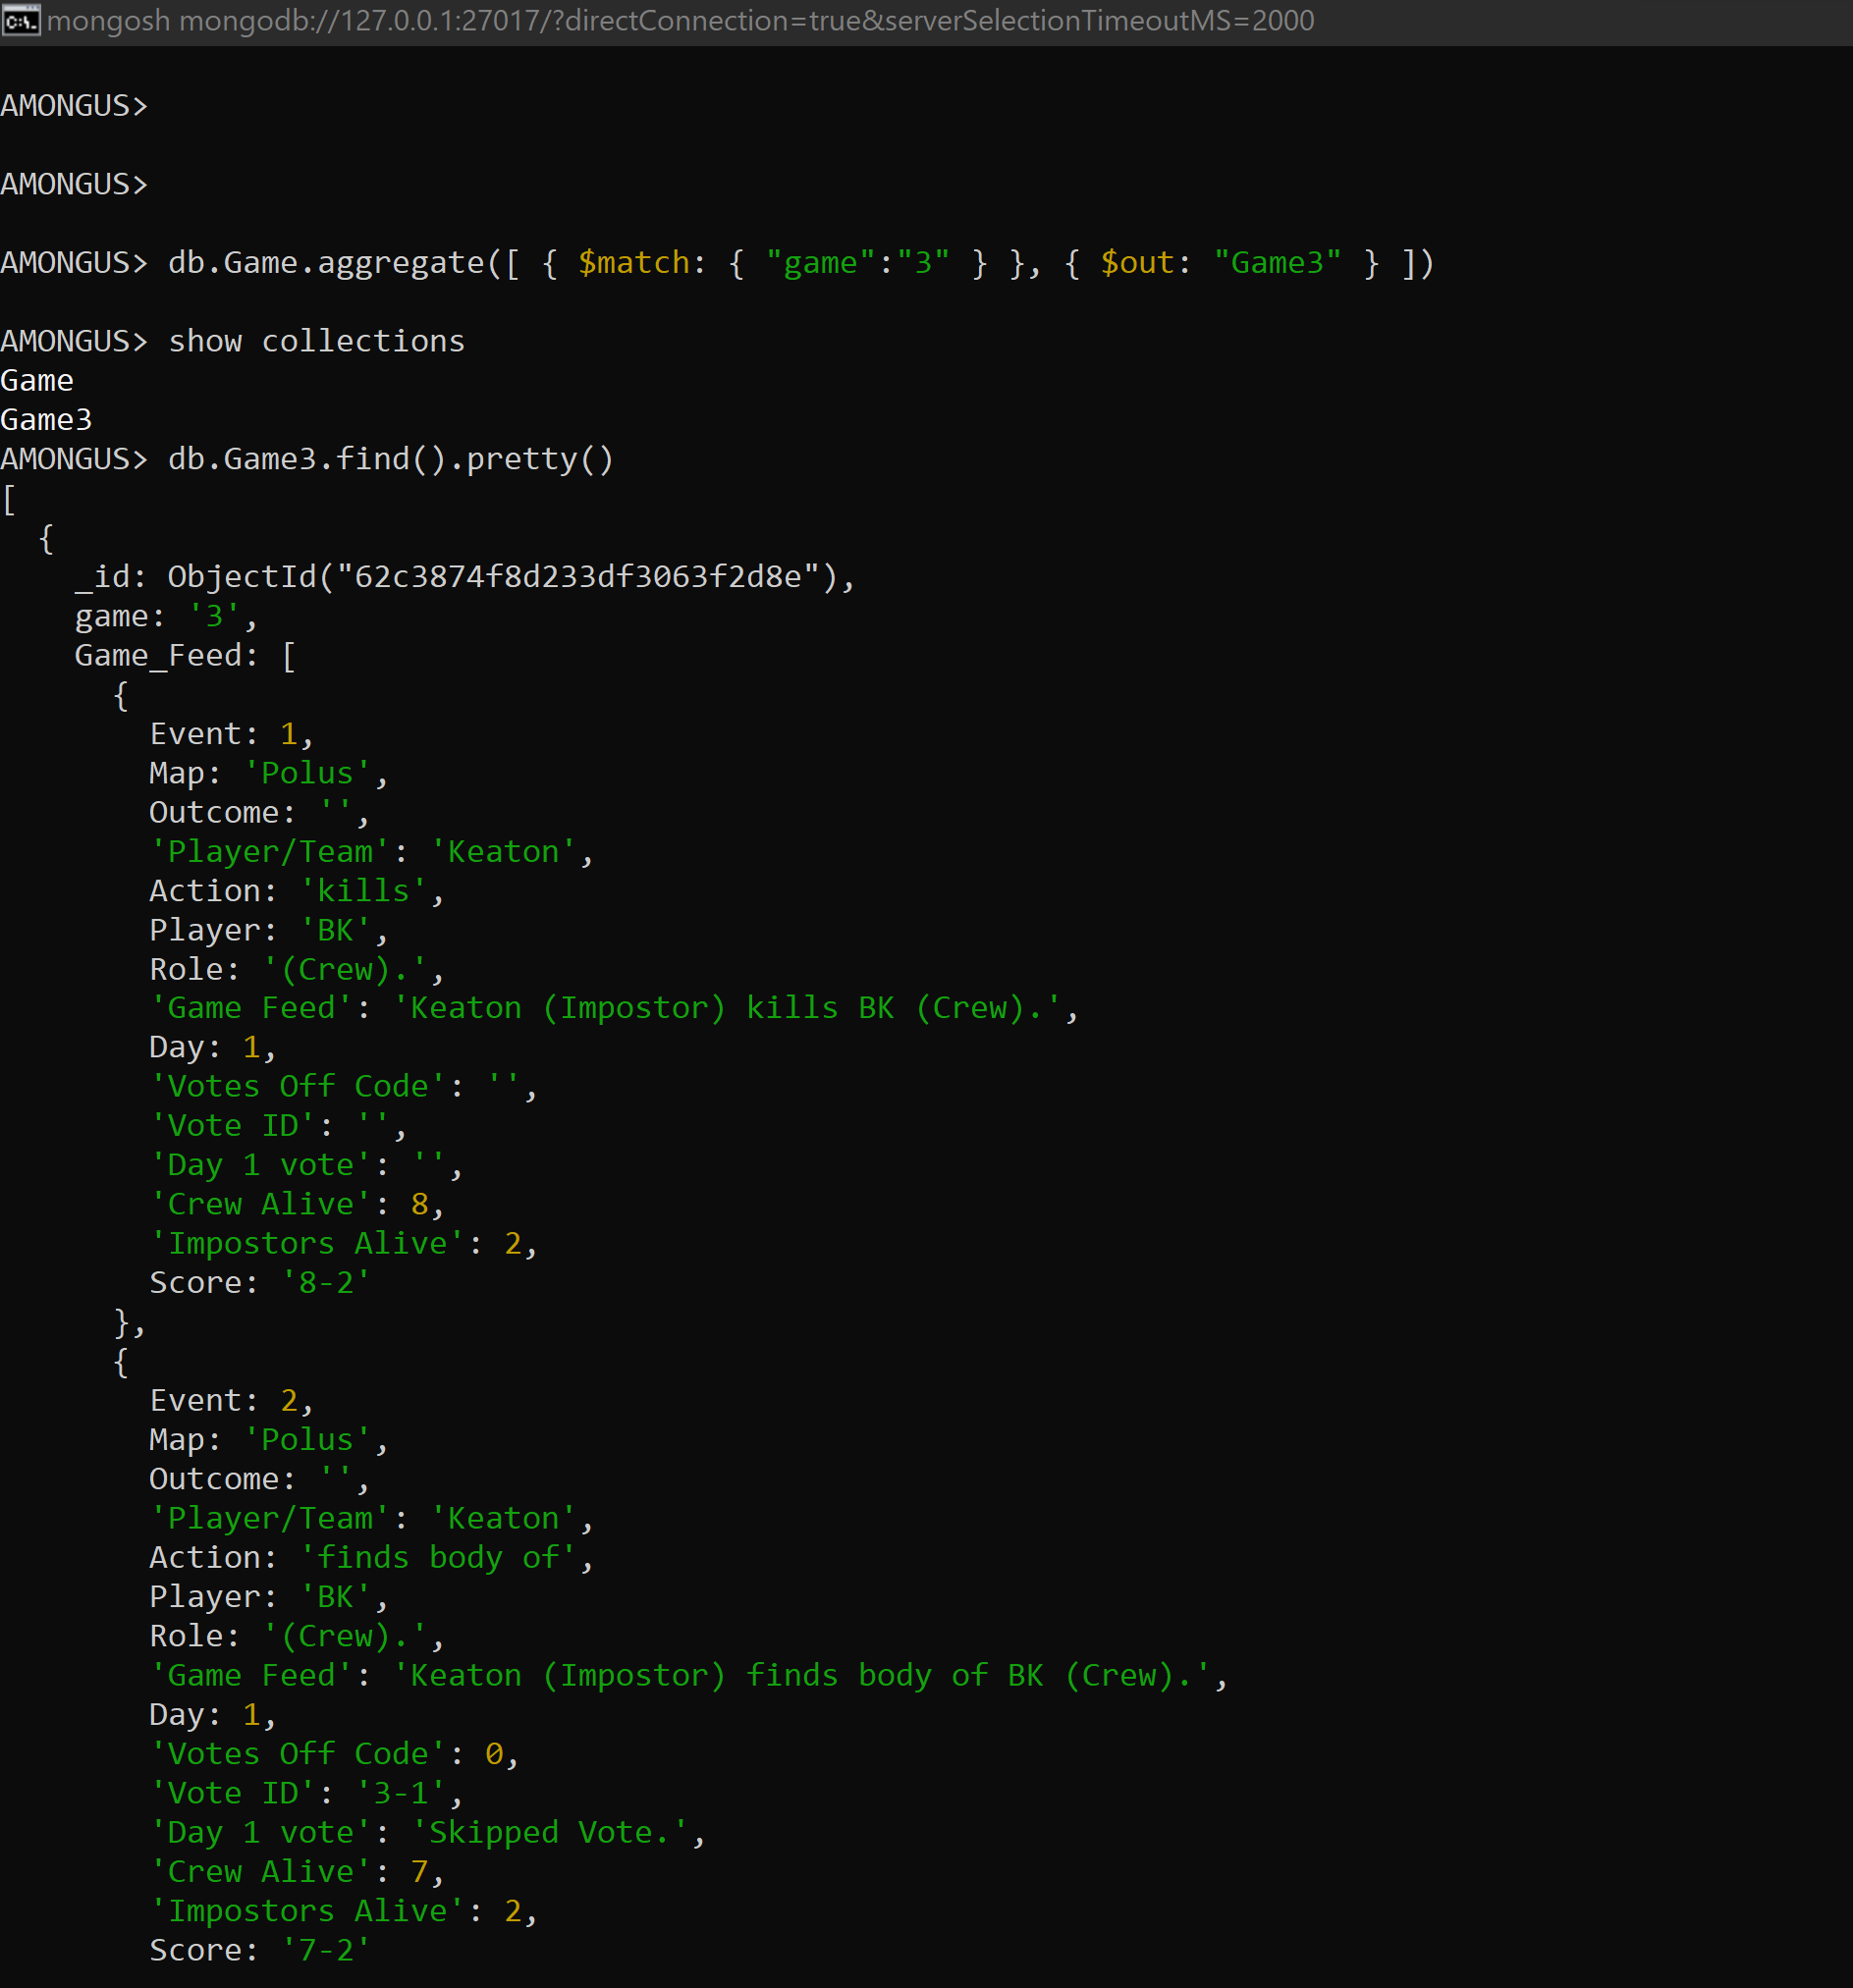 mongosh mongodb://127.0.0.1:27017/?directConnection=true&serverSelectionTimeoutMS=2000
AMONGUS>
AMONGUS>
AMONGUS> db.Game.aggregate([ { $match: { "game":"3" } }, { $out: "Game3" } ])
AMONGUS> show collections
Game
Game3
AMONGUS> db.Game3.find().pretty()
[
  {
    _id: ObjectId("62c3874f8d233df3063f2d8e"),
    game: '3',
    Game_Feed: [
      {
        Event: 1,
        Map: 'Polus',
        Outcome: '',
        'Player/Team': 'Keaton',
        Action: 'kills',
        Player: 'BK',
        Role: '(Crew).',
        'Game Feed': 'Keaton (Impostor) kills BK (Crew).',
        Day: 1,
        'Votes Off Code': '',
        'Vote ID': '',
        'Day 1 vote': '',
        'Crew Alive': 8,
        'Impostors Alive': 2,
        Score: '8-2'
      },
      {
        Event: 2,
        Map: 'Polus',
        Outcome: '',
        'Player/Team': 'Keaton',
        Action: 'finds body of',
        Player: 'BK',
        Role: '(Crew).',
        'Game Feed': 'Keaton (Impostor) finds body of BK (Crew).',
        Day: 1,
        'Votes Off Code': 0,
        'Vote ID': '3-1',
        'Day 1 vote': 'Skipped Vote.',
        'Crew Alive': 7,
        'Impostors Alive': 2,
        Score: '7-2'